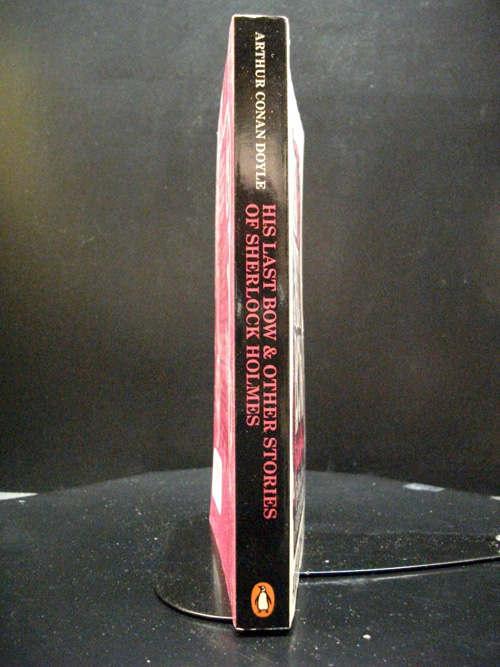 ARTHUR CONAN DOYLE
HIS LAST BOW & OTHER STORIES
OF SHERLOCK HOLMES